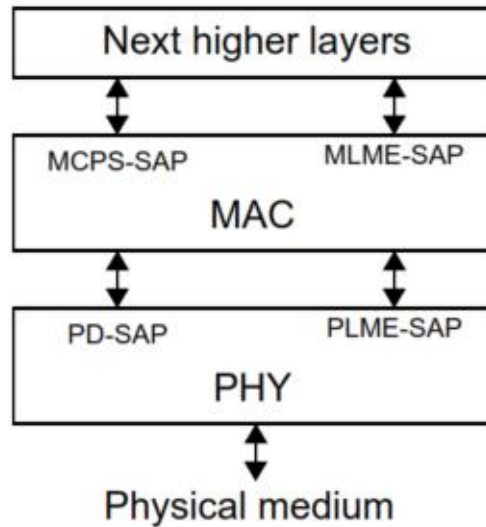 Next higher layers
MCPS-SAP MLME-SAP
MAC
PD-SAP PLME-SAP
PHY
Physical medium